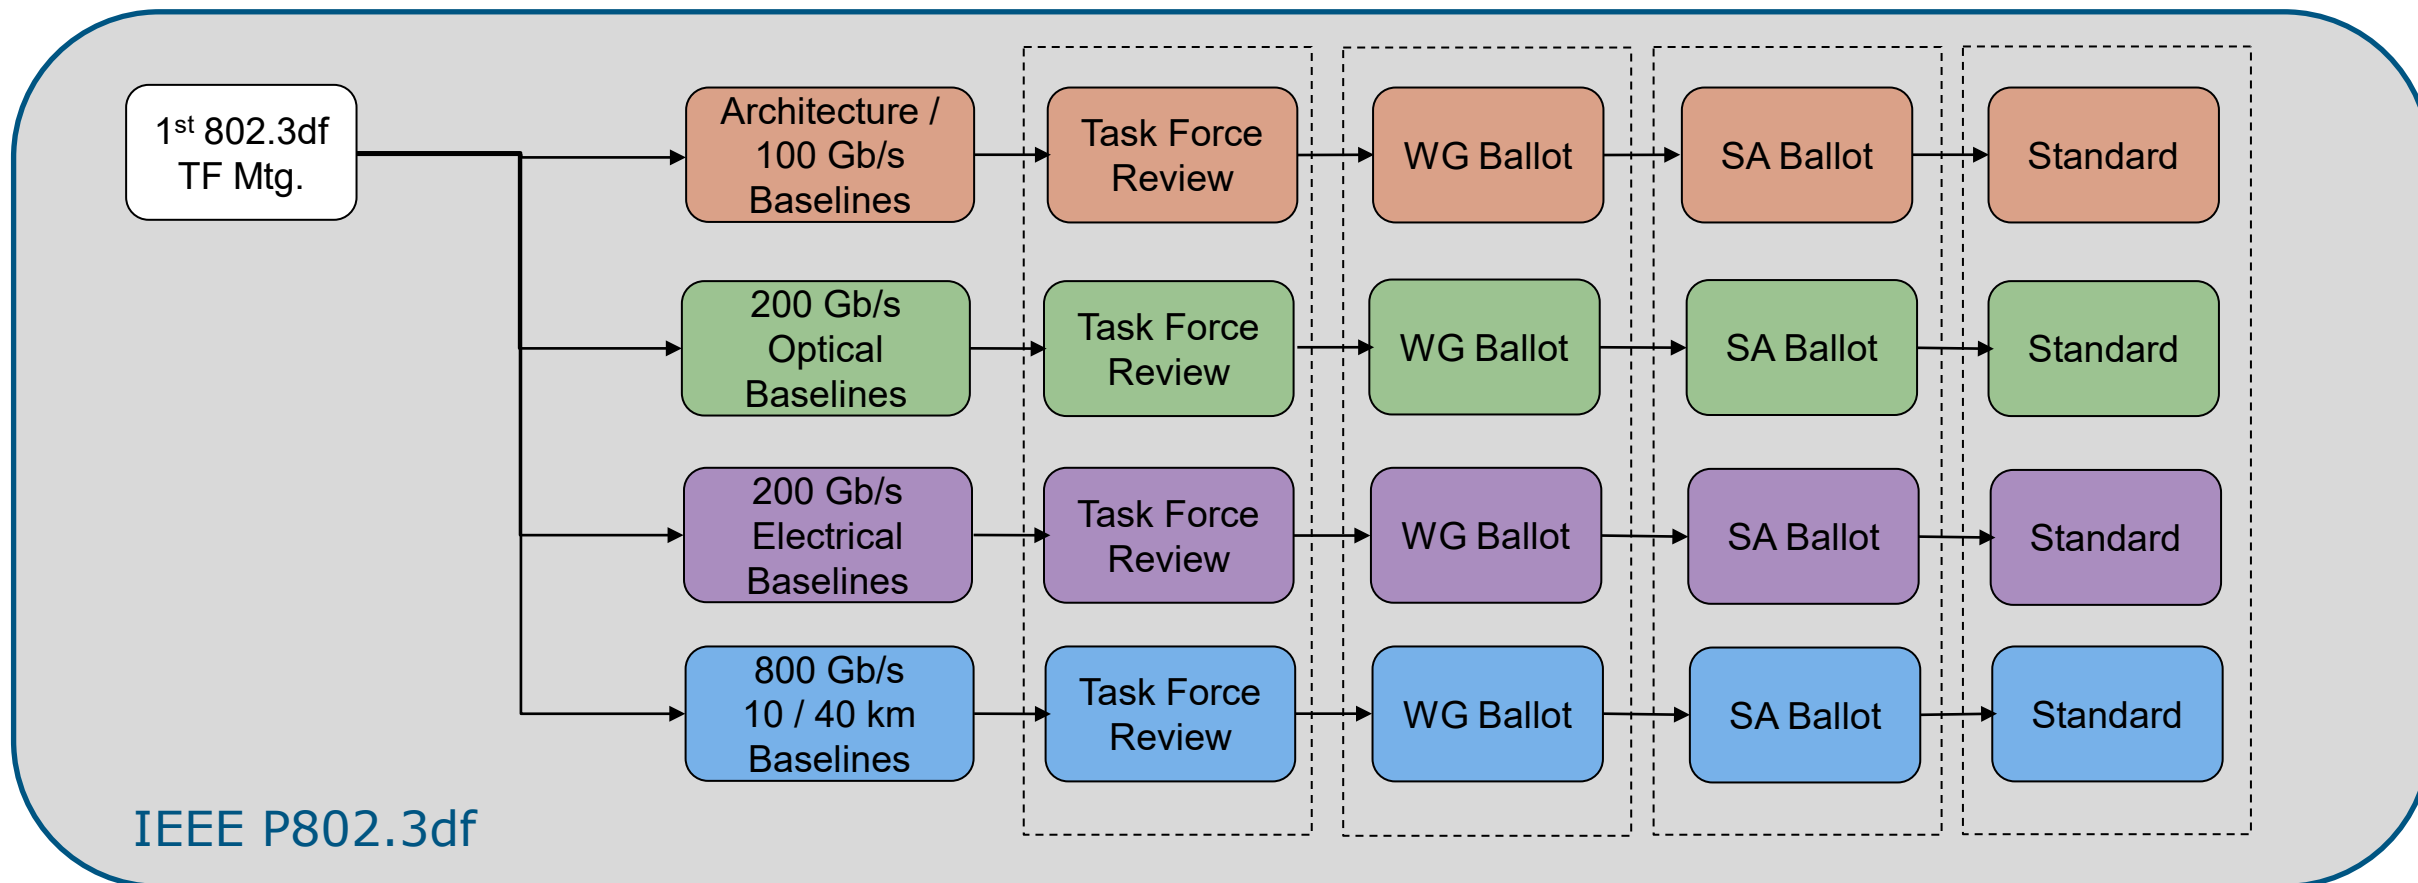 1st 802.3df
TF Mtg.
Architecture /
100 Gb/s
Baselines
Task Force
Review
WG Ballot
SA Ballot
Standard
200 Gb/s
Optical
Baselines
Task Force
Review
WG Ballot
SA Ballot
Standard
200 Gb/s
Electrical
Baselines
Task Force
Review
WG Ballot
SA Ballot
Standard
800 Gb/s
10 / 40 km
Baselines
Task Force
Review
WG Ballot
SA Ballot
Standard
IEEE P802.3df